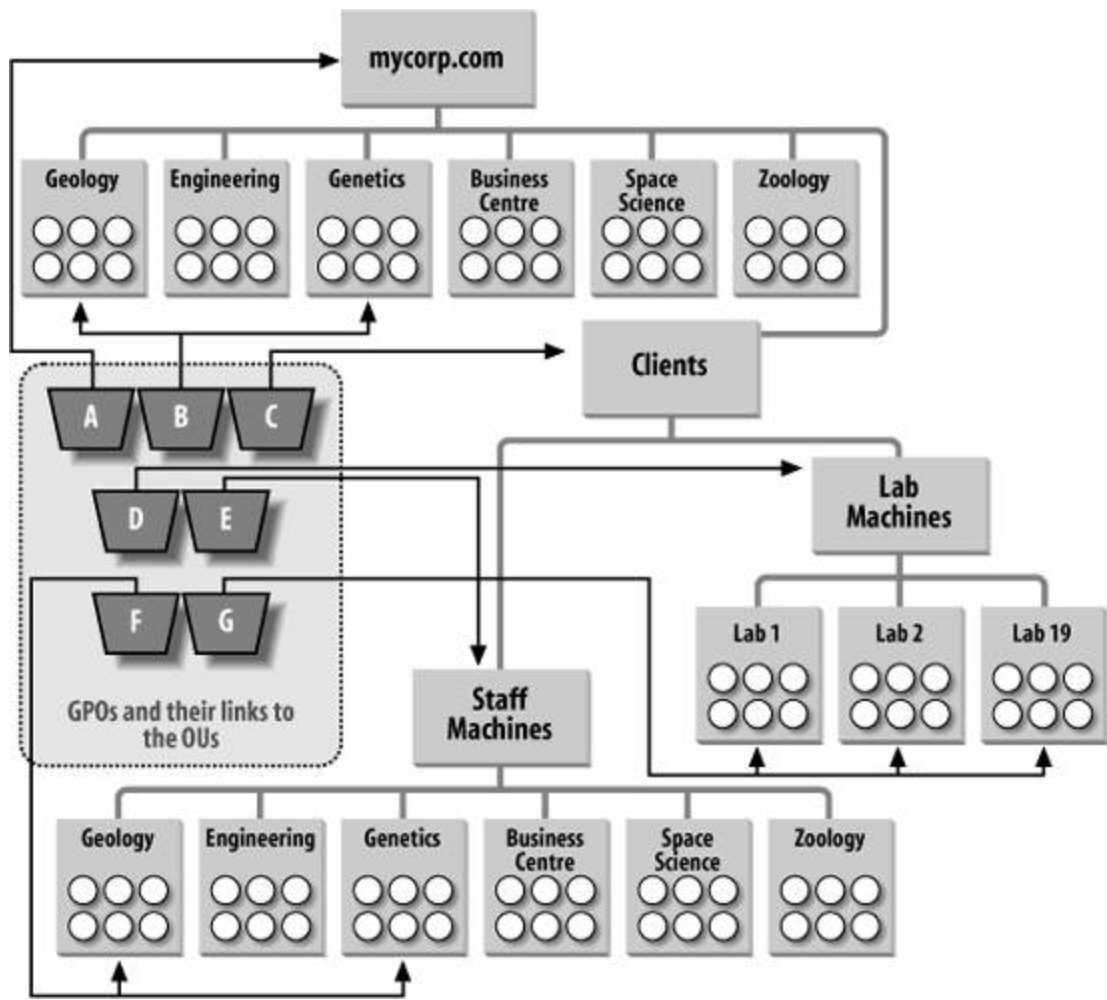 mycorp.com
Geology
Engineering
Genetics
Business
Centre
Space
Science
Zoology
Clients
A
B
C
D
E
Lab
Machines
F
G
Lab 1
Lab 2
Lab 19
GPOs and their links to
the OUs
Staff
Machines
Geology
Engineering
Genetics
Business
Centre
Space
Science
Zoology